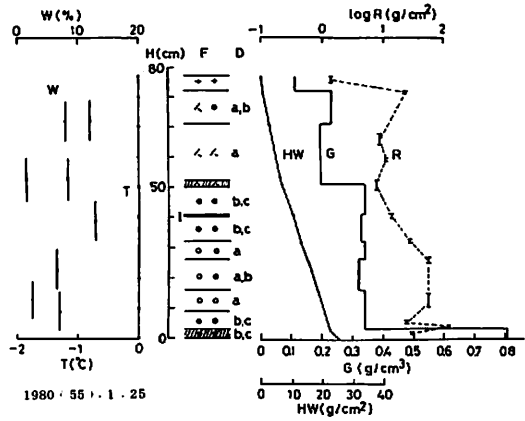 W(%)
0 10 20
H(cm) F D
-1 0 1 2
log R(g/cm²)
80
W
a,b
a
HW G R
T
50
b,c
1
b,c
a
a,b
a
b,c
b,c
-2 -1 0
T(°C)
0 0.1 0.2 0.3 0.4 0.5 0.6 0.7 0.8
G(g/cm³)
1980(55).1.25
0 10 20 30 40
HW(g/cm²)